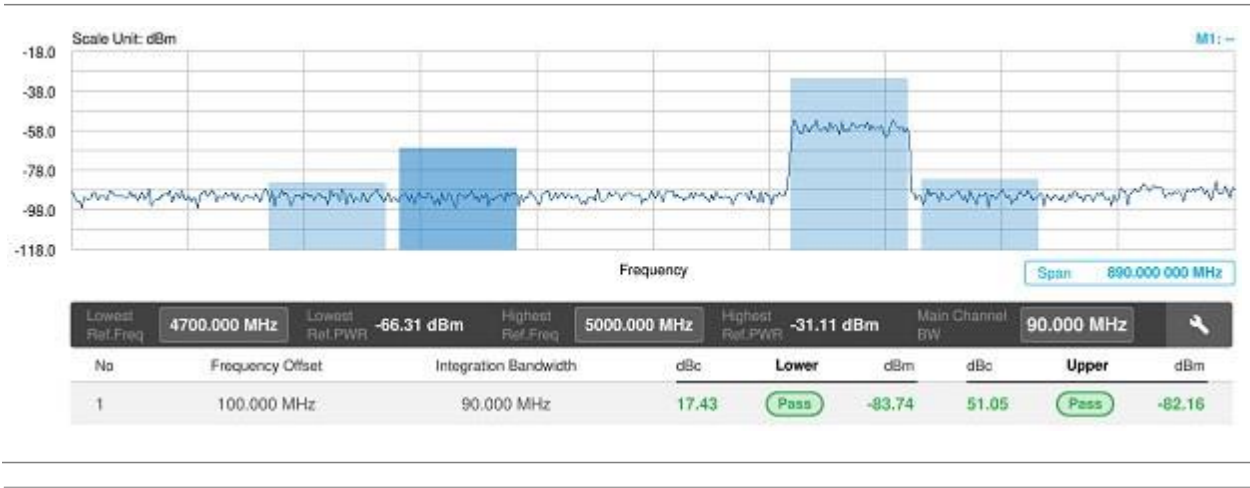 Scale Unit: dBm
M1: --
-18.0
-38.0
-58.0
-78.0
-98.0
-118.0
Frequency
Span 890.000 000 MHz
Lowest Ref.Freq 4700.000 MHz Lowest Ref.PWR -66.31 dBm Highest Ref.Freq 5000.000 MHz Highest Ref.PWR -31.11 dBm Main Channel BW 90.000 MHz
No Frequency Offset Integration Bandwidth dBc Lower dBm dBc Upper dBm
1 100.000 MHz 90.000 MHz 17.43 Pass -83.74 51.05 Pass -82.16